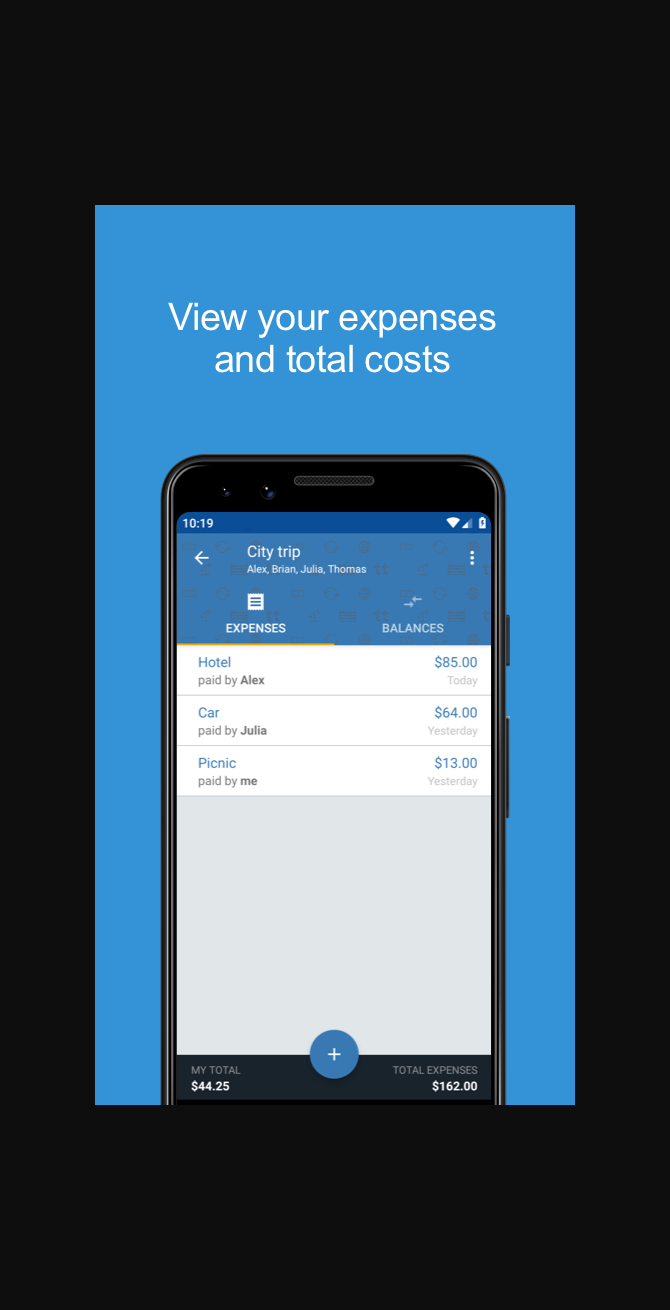 View your expenses
and total costs
10:19
City trip
Alex, Brian, Julia, Thomas
EXPENSES
BALANCES
Hotel
$85.00
paid by Alex
Today
Car
$64.00
paid by Julia
Yesterday
Picnic
$13.00
paid by me
Yesterday
+
MY TOTAL
TOTAL EXPENSES
$44.25
$162.00